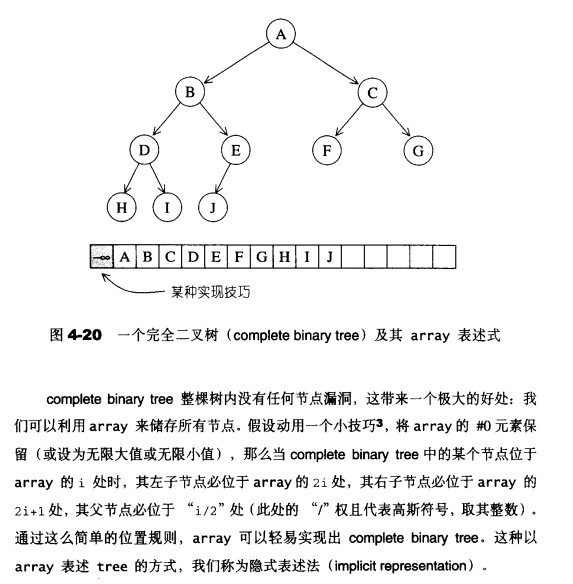 A
B
C
D
E
F
G
H
I
J
-∞ A B C D E F G H I J
某种实现技巧
图 4-20 一个完全二叉树（complete binary tree）及其 array 表述式
complete binary tree 整棵树内没有任何节点漏洞，这带来一个极大的好处：我
们可以利用 array 来储存所有节点。假设动用一个小技巧3，将 array 的 #0 元素保
留（或设为无限大值或无限小值），那么当 complete binary tree 中的某个节点位于
array 的 i 处时，其左子节点必位于 array 的 2i 处，其右子节点必位于 array 的
2i+1 处，其父节点必位于 “i/2”处（此处的 “/”权且代表高斯符号，取其整数）。
通过这么简单的位置规则，array 可以轻易实现出 complete binary tree。这种以
array 表述 tree 的方式，我们称为隐式表述法（implicit representation）。